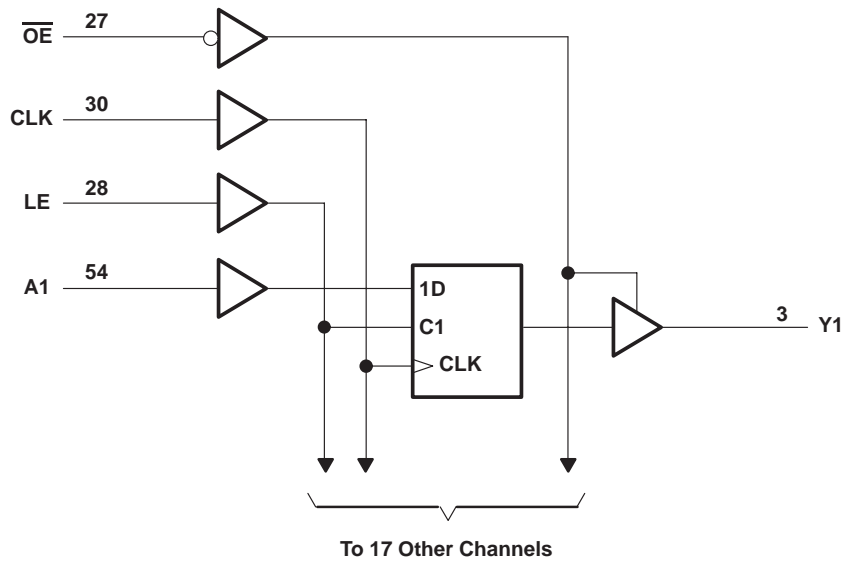 OE 27
CLK 30
LE 28
A1 54
1D
C1
CLK
3 Y1
To 17 Other Channels